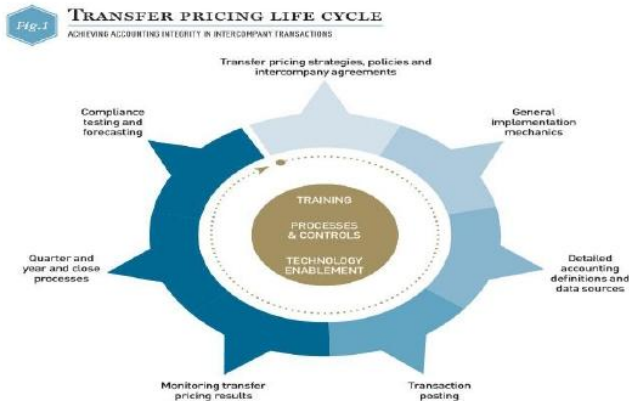 Fig.1
TRANSFER PRICING LIFE CYCLE
ACHIEVING ACCOUNTING INTEGRITY IN INTERCOMPANY TRANSACTIONS
Transfer pricing strategies, policies and
intercompany agreements
General
implementation
mechanics
Detailed
accounting
definitions and
data sources
Transaction
posting
Monitoring transfer
pricing results
Quarter and
year and close
processes
Compliance
testing and
forecasting
TRAINING
PROCESSES
& CONTROLS
TECHNOLOGY
ENABLEMENT